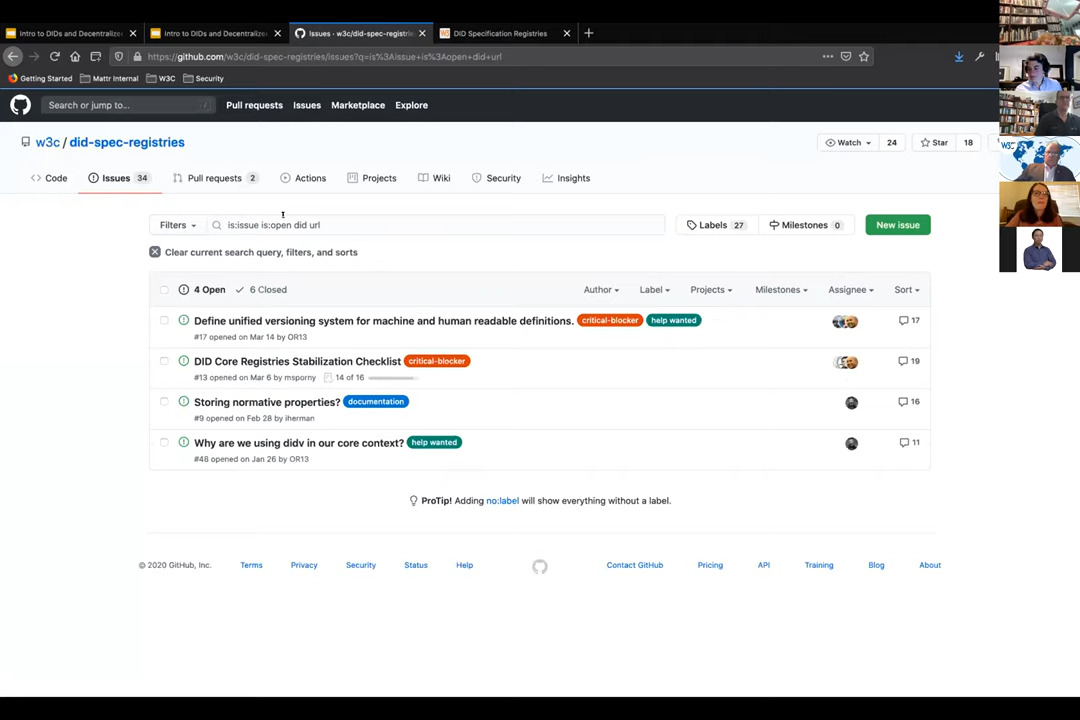 Intro to DIDs and Decentralize
Intro to DIDs and Decentralize
Issues · w3c/did-spec-registrie
DID Specification Registries
https://github.com/w3c/did-spec-registries/issues?q=is%3Aissue+is%3Aopen+did+url
Getting Started
Mattr Internal
W3C
Security
Search or jump to...
/
Pull requests
Issues
Marketplace
Explore
w3c / did-spec-registries
Watch
24
Star
18
Code
Issues 34
Pull requests 2
Actions
Projects
Wiki
Security
Insights
Filters
is:issue is:open did url
Labels 27
Milestones 0
New issue
Clear current search query, filters, and sorts
4 Open
6 Closed
Author
Label
Projects
Milestones
Assignee
Sort
Define unified versioning system for machine and human readable definitions. critical-blocker help wanted
17
#17 opened on Mar 14 by OR13
DID Core Registries Stabilization Checklist critical-blocker
19
#13 opened on Mar 6 by msporny 14 of 16
Storing normative properties? documentation
16
#9 opened on Feb 28 by iherman
Why are we using didv in our core context? help wanted
11
#48 opened on Jan 26 by OR13
ProTip! Adding no:label will show everything without a label.
© 2020 GitHub, Inc.
Terms
Privacy
Security
Status
Help
Contact GitHub
Pricing
API
Training
Blog
About